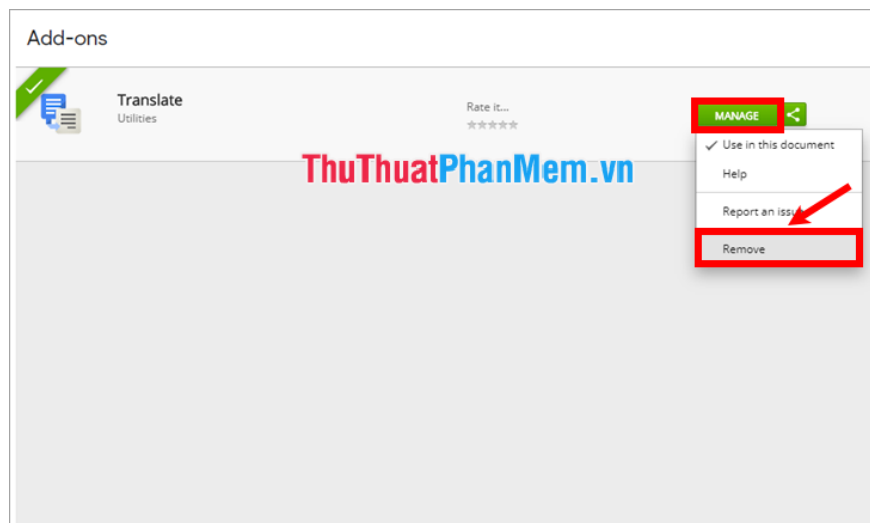 Add-ons
Translate
Utilities
Rate it...
MANAGE
Use in this document
ThuThuatPhanMem.vn
Help
Report an issu
Remove